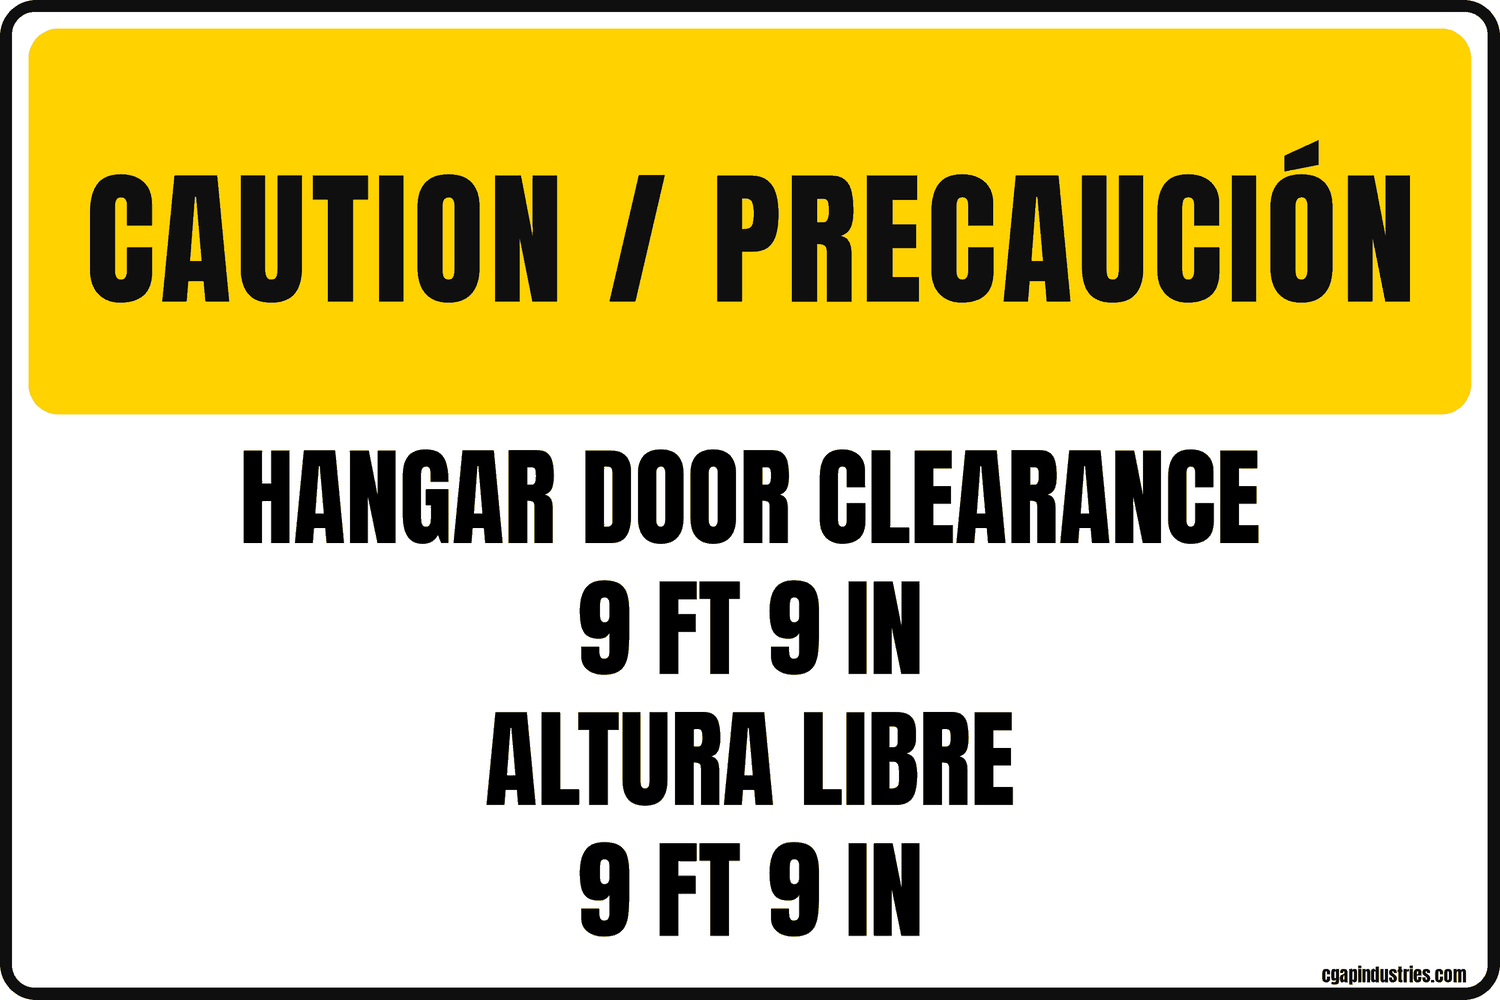 CAUTION / PRECAUCIÓN
HANGAR DOOR CLEARANCE
9 FT 9 IN
ALTURA LIBRE
9 FT 9 IN
cgapindustries.com